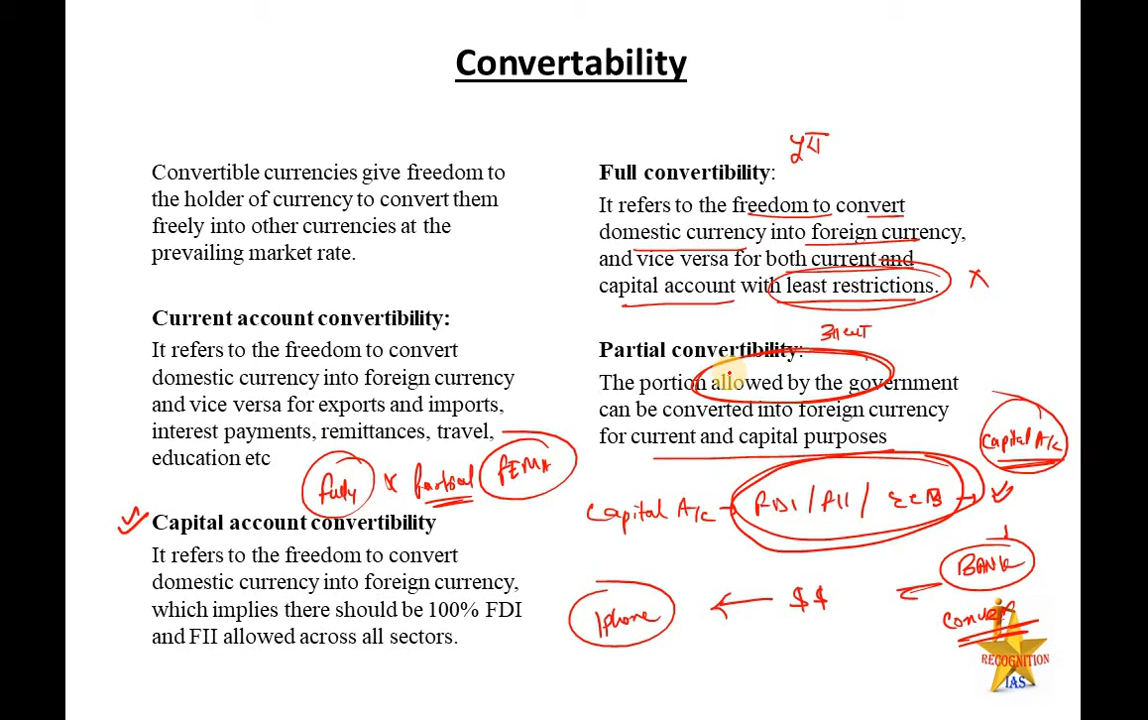 Convertability
Convertible currencies give freedom to
the holder of currency to convert them
freely into other currencies at the
prevailing market rate.
Current account convertibility:
It refers to the freedom to convert
domestic currency into foreign currency
and vice versa for exports and imports,
interest payments, remittances, travel,
education etc
Fully x partial FEMA
Capital account convertibility
It refers to the freedom to convert
domestic currency into foreign currency,
which implies there should be 100% FDI
and FII allowed across all sectors.
Full convertibility:
It refers to the freedom to convert
domestic currency into foreign currency,
and vice versa for both current and
capital account with least restrictions.
Partial convertibility:
The portion allowed by the government
can be converted into foreign currency
for current and capital purposes
Capital A/c
Capital A/c → FDI / FII / ECB →
BANK
Iphone ← $$
RECOGNITION
IAS